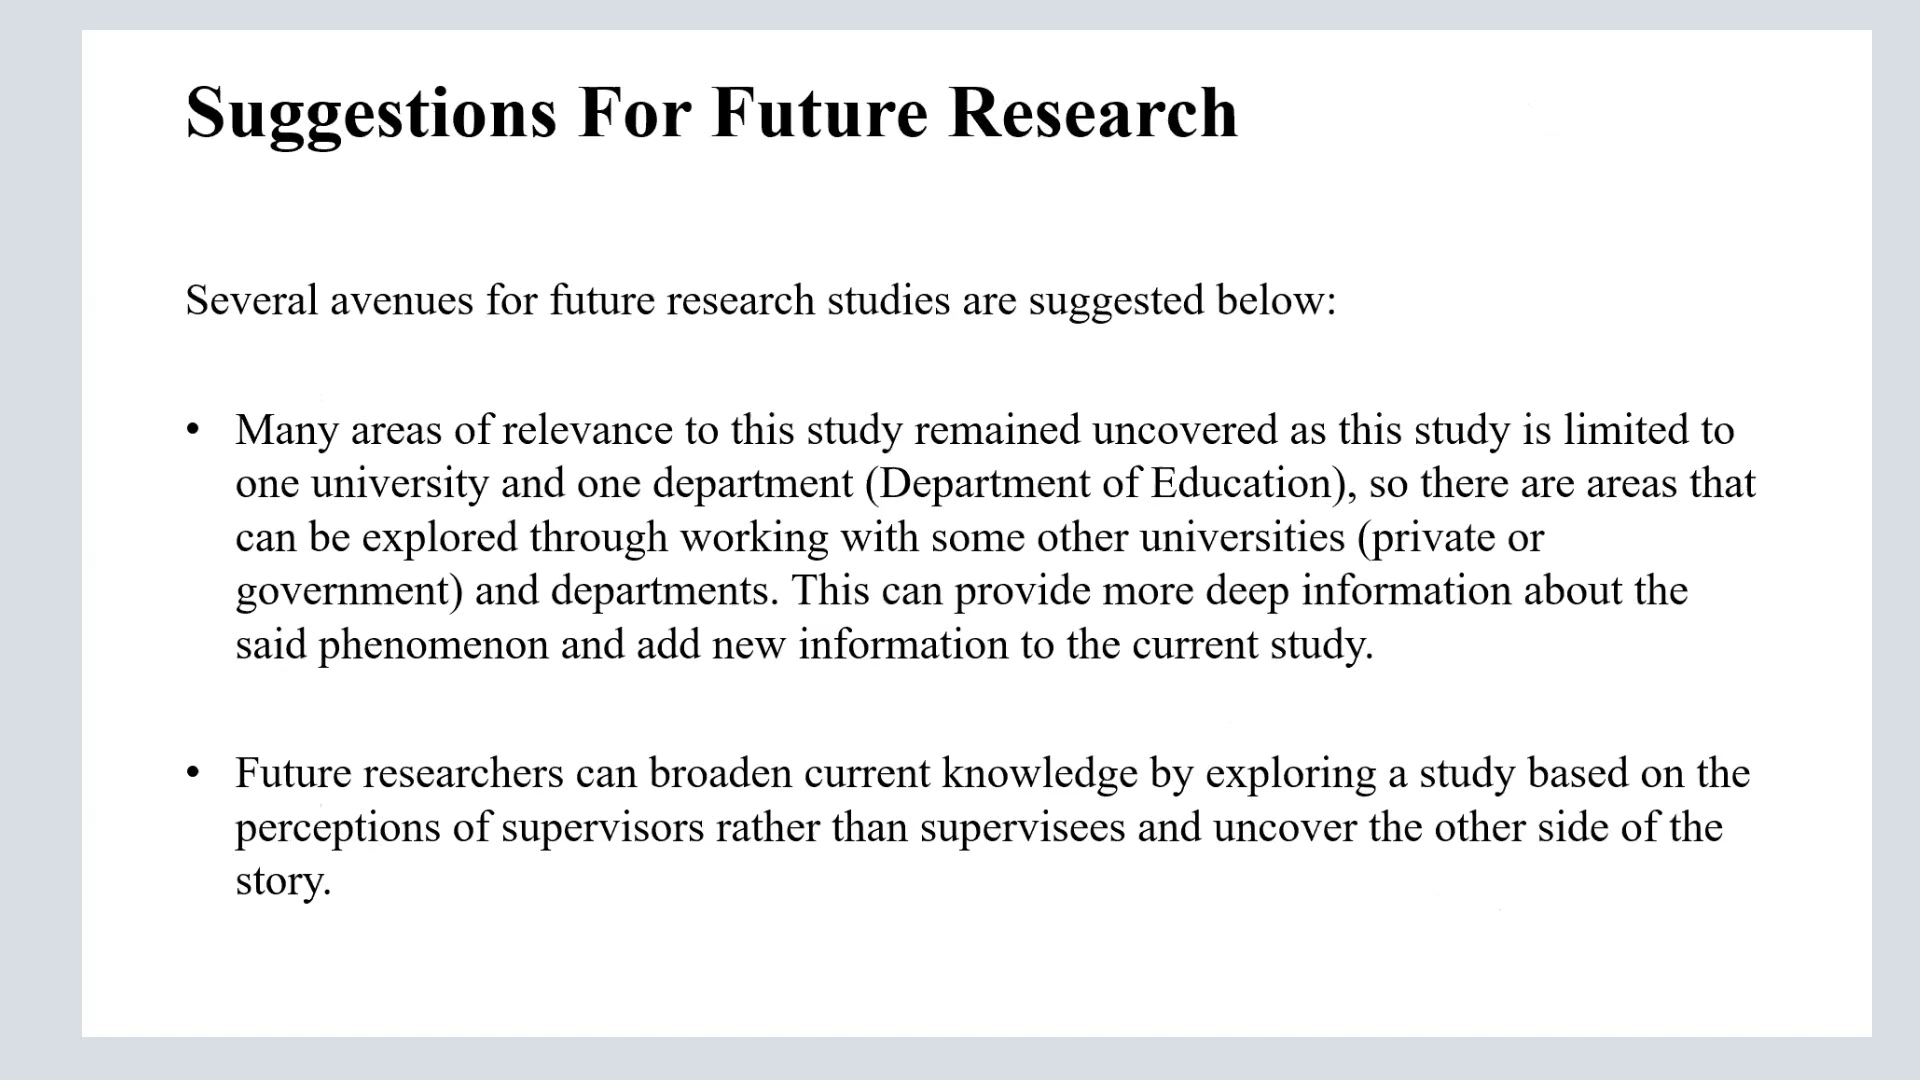 Suggestions For Future Research
Several avenues for future research studies are suggested below:
• Many areas of relevance to this study remained uncovered as this study is limited to
one university and one department (Department of Education), so there are areas that
can be explored through working with some other universities (private or
government) and departments. This can provide more deep information about the
said phenomenon and add new information to the current study.
• Future researchers can broaden current knowledge by exploring a study based on the
perceptions of supervisors rather than supervisees and uncover the other side of the
story.